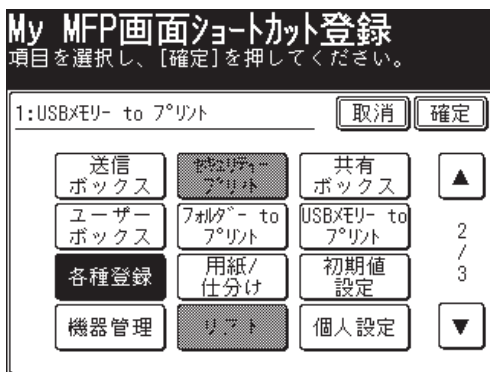 My MFP画面ショートカット登録
項目を選択し、[確定]を押してください。
1:USBメモリー to プリント
取消
確定
送信
ボックス
セキュリティー
プリント
共有
ボックス
ユーザー
ボックス
フォルダー to
プリント
USBメモリー to
プリント
各種登録
用紙/
仕分け
初期値
設定
機器管理
リスト
個人設定
▲
2
/
3
▼